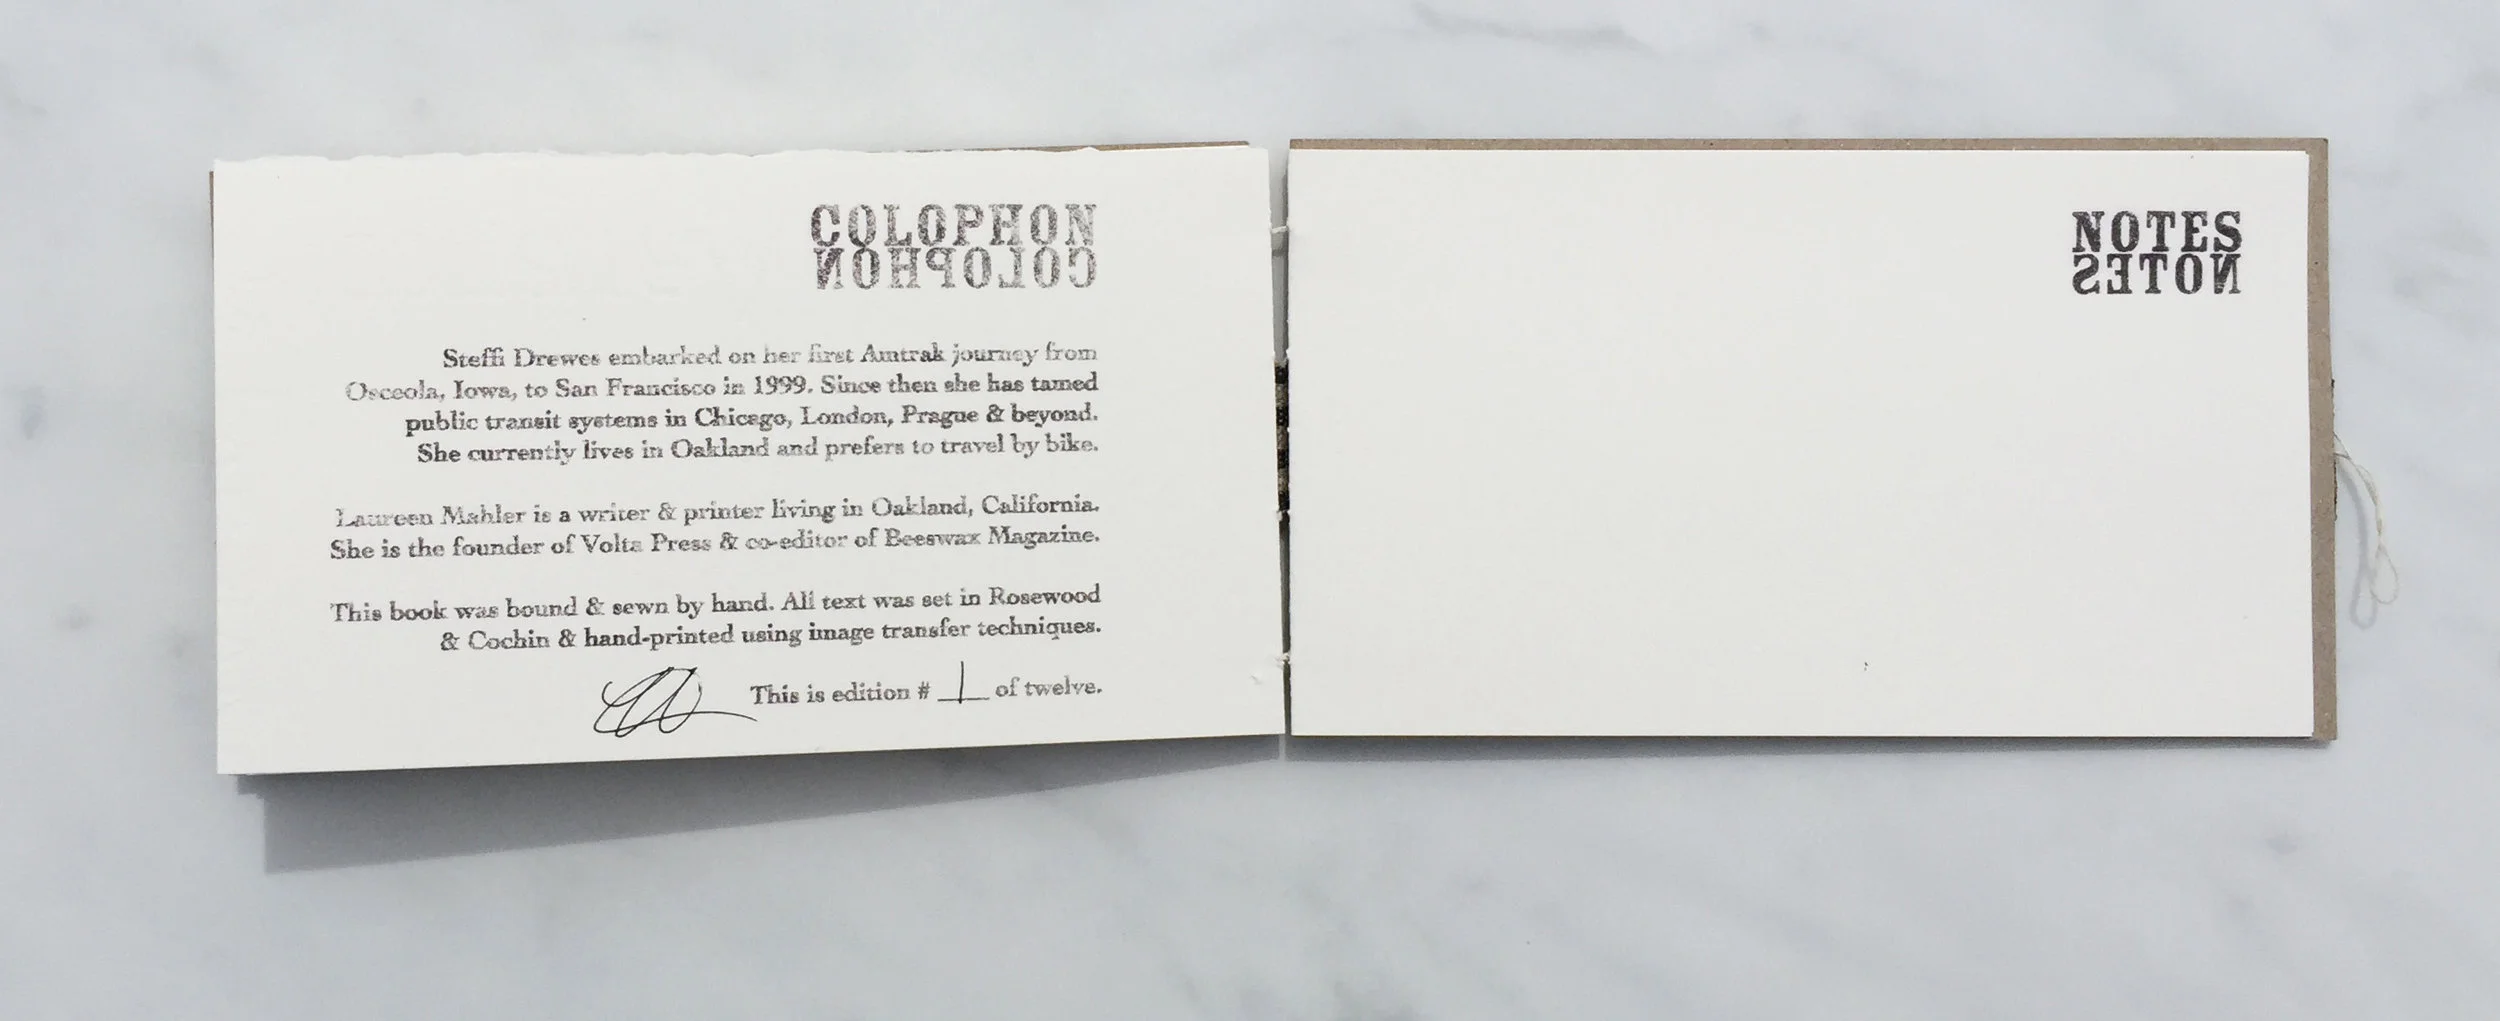 COLOPHON
COLOPHON
Steffi Drewes embarked on her first Amtrak journey from
Osceola, Iowa, to San Francisco in 1999. Since then she has tamed
public transit systems in Chicago, London, Prague & beyond.
She currently lives in Oakland and prefers to travel by bike.
Laureen Mahler is a writer & printer living in Oakland, California.
She is the founder of Volta Press & co-editor of Beeswax Magazine.
This book was bound & sewn by hand. All text was set in Rosewood
& Cochin & hand-printed using image transfer techniques.
This is edition # 1 of twelve.
NOTES
NOTES